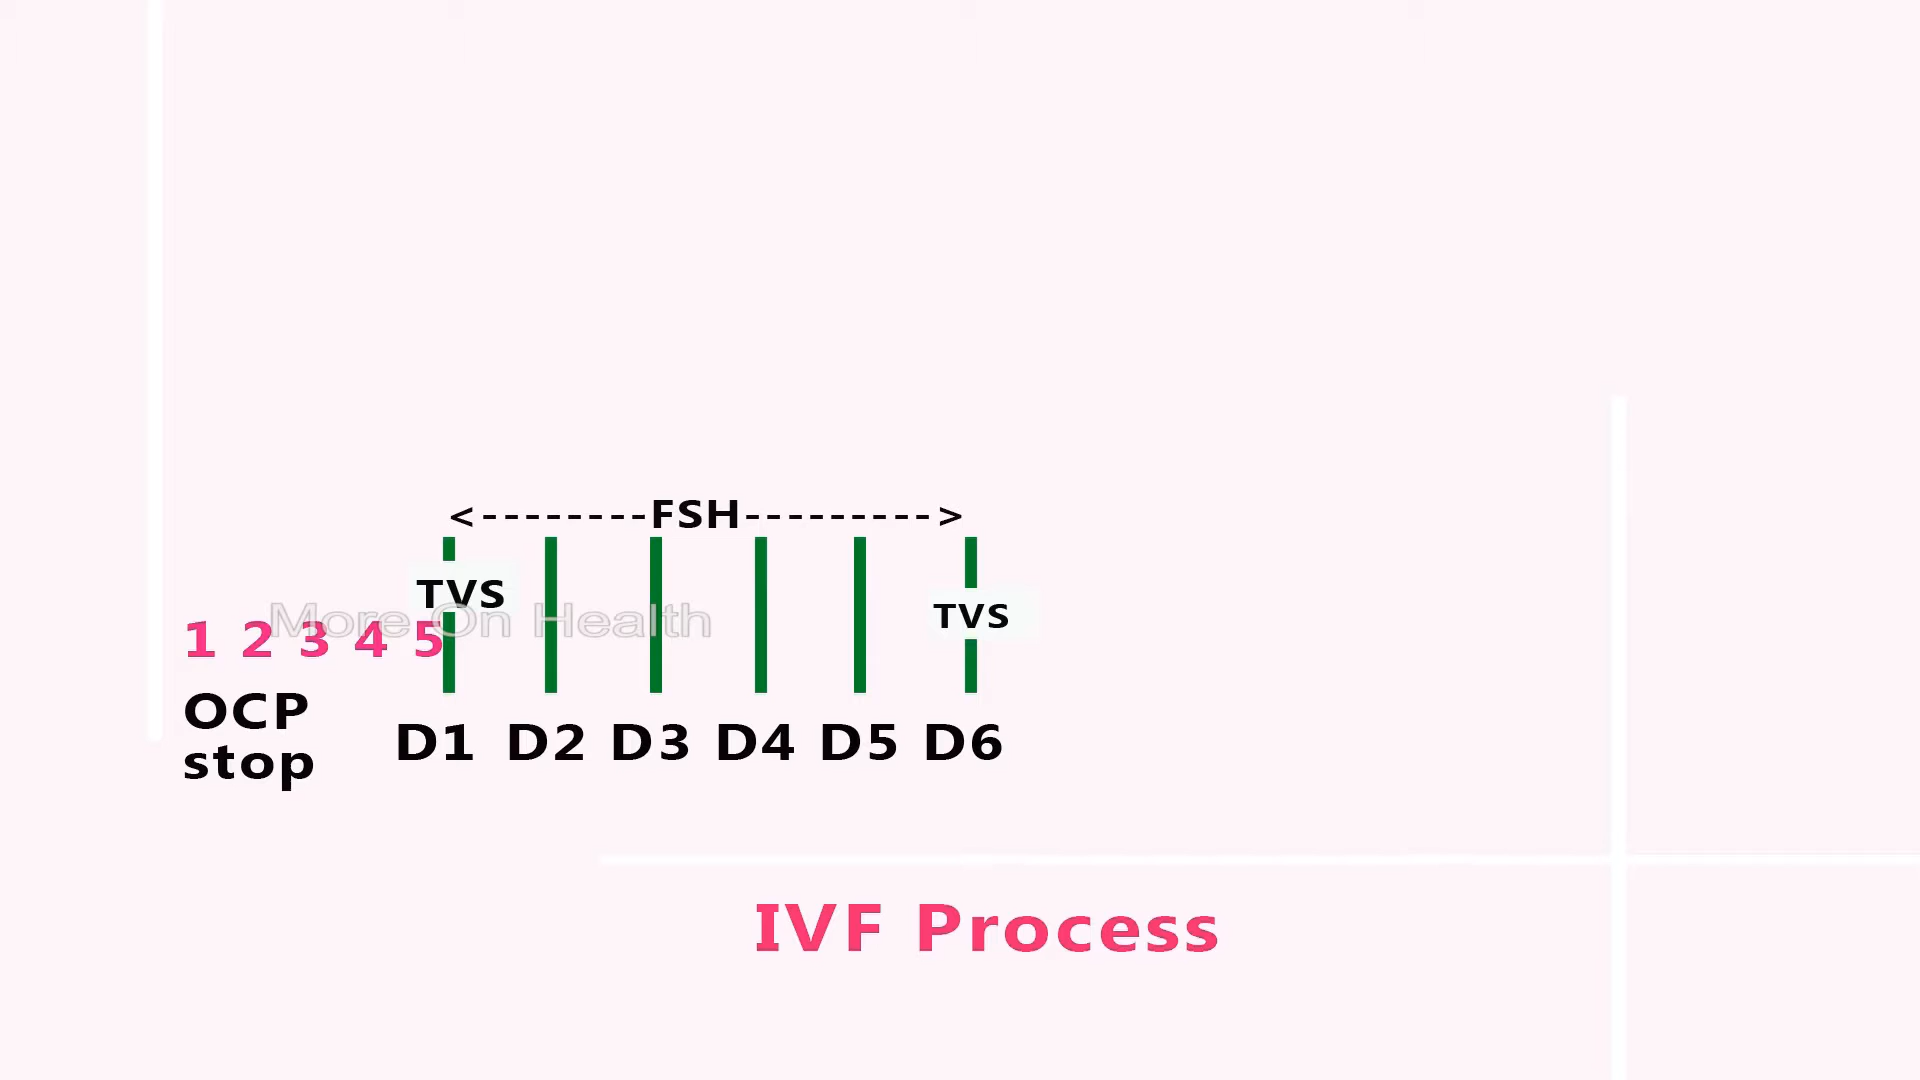 <--------FSH--------->
TVS
TVS
More On Health
1 2 3 4 5
OCP
stop
D1 D2 D3 D4 D5 D6
IVF Process